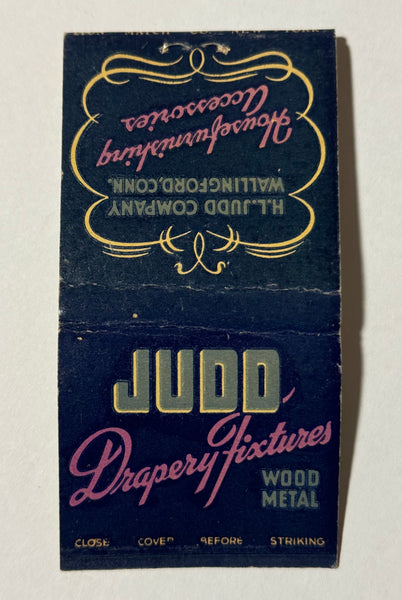 Housefurnishing
Accessories
H.L.JUDD COMPANY
WALLINGFORD,CONN.
JUDD
Drapery Fixtures
WOOD
METAL
CLOSE COVER BEFORE STRIKING